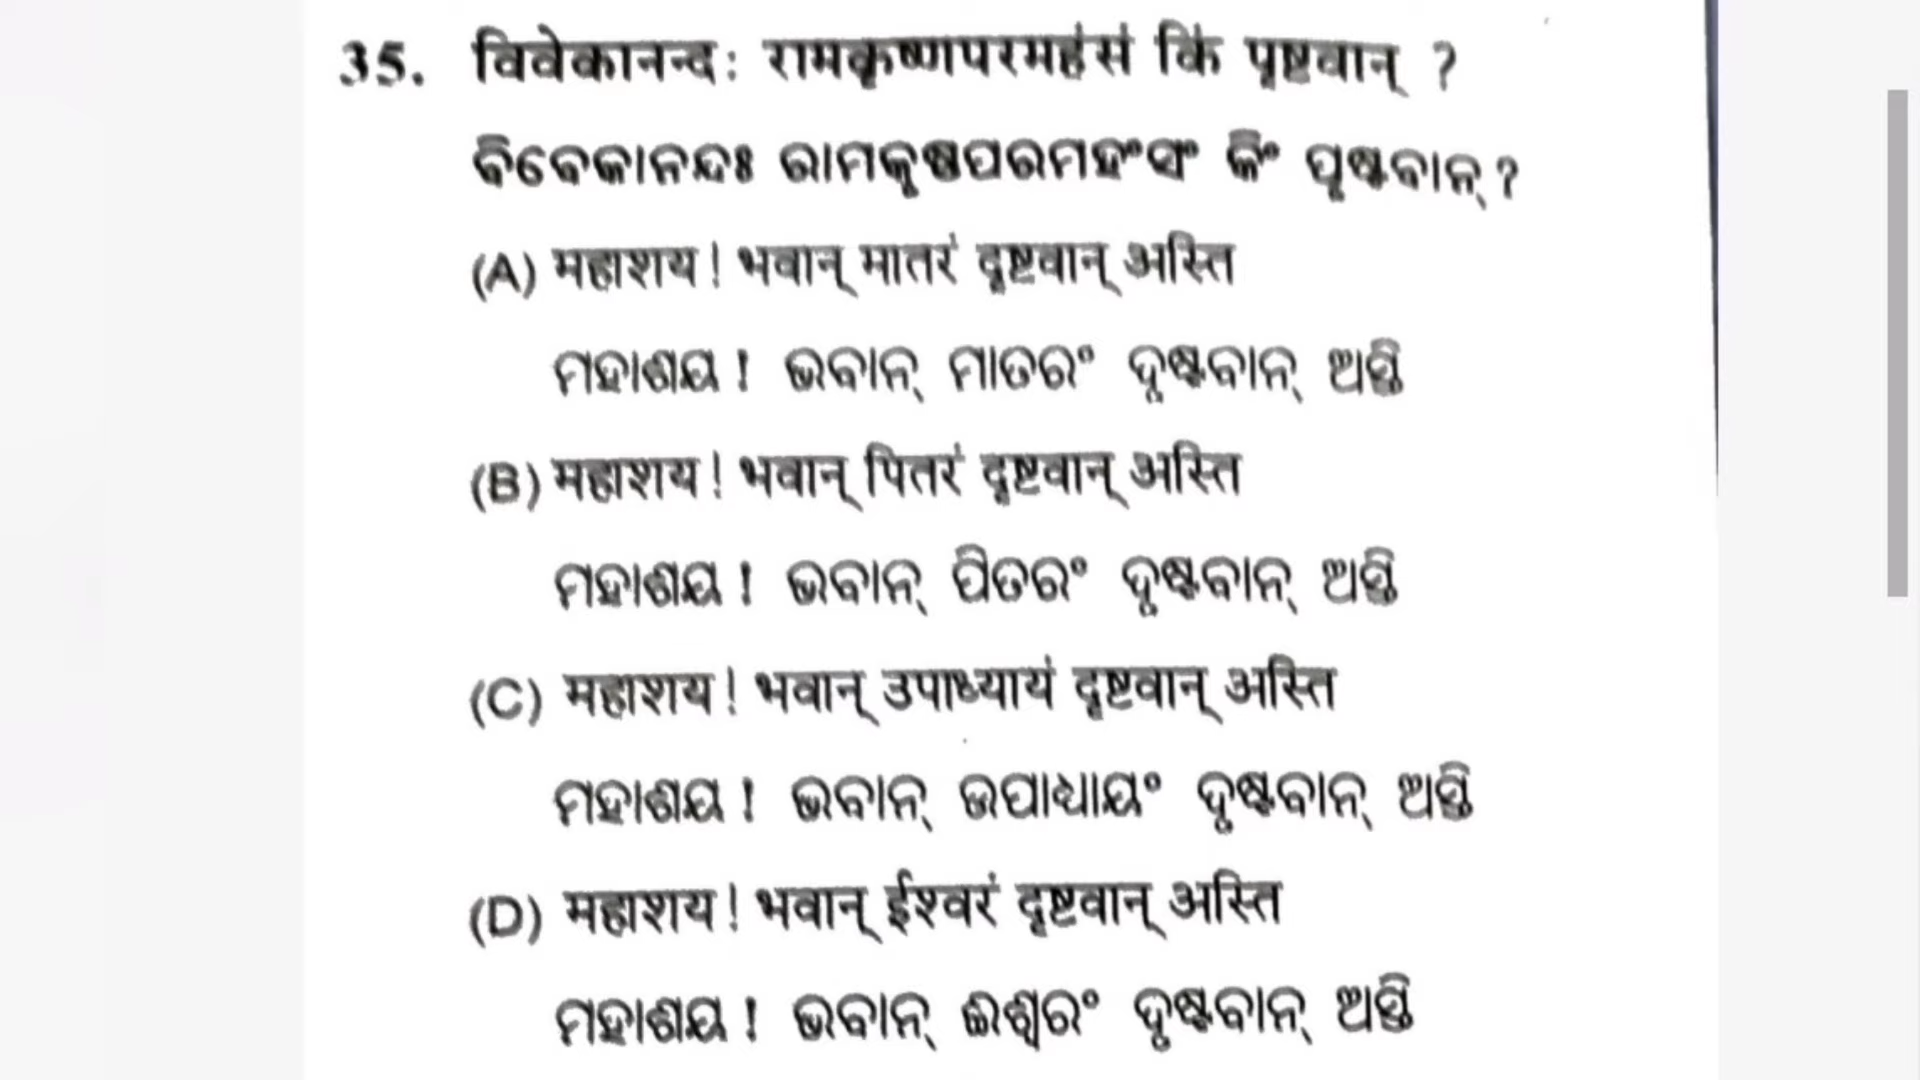 35. विवेकानन्दः रामकृष्णपरमहंसं किं पृष्टवान् ?
ବିବେକାନନ୍ଦଃ ରାମକୃଷ୍ଣପରମହଂସଂ କିଂ ପୃଷ୍ଟବାନ୍ ?
(A) महाशय ! भवान् मातरं दृष्टवान् अस्ति
ମହାଶୟ ! ଭବାନ୍ ମାତରଂ ଦୃଷ୍ଟବାନ୍ ଅସ୍ତି
(B) महाशय ! भवान् पितरं दृष्टवान् अस्ति
ମହାଶୟ ! ଭବାନ୍ ପିତରଂ ଦୃଷ୍ଟବାନ୍ ଅସ୍ତି
(C) महाशय ! भवान् उपाध्यायं दृष्टवान् अस्ति
ମହାଶୟ ! ଭବାନ୍ ଉପାଧ୍ୟାୟଂ ଦୃଷ୍ଟବାନ୍ ଅସ୍ତି
(D) महाशय ! भवान् ईश्वरं दृष्टवान् अस्ति
ମହାଶୟ ! ଭବାନ୍ ଈଶ୍ଵରଂ ଦୃଷ୍ଟବାନ୍ ଅସ୍ତି